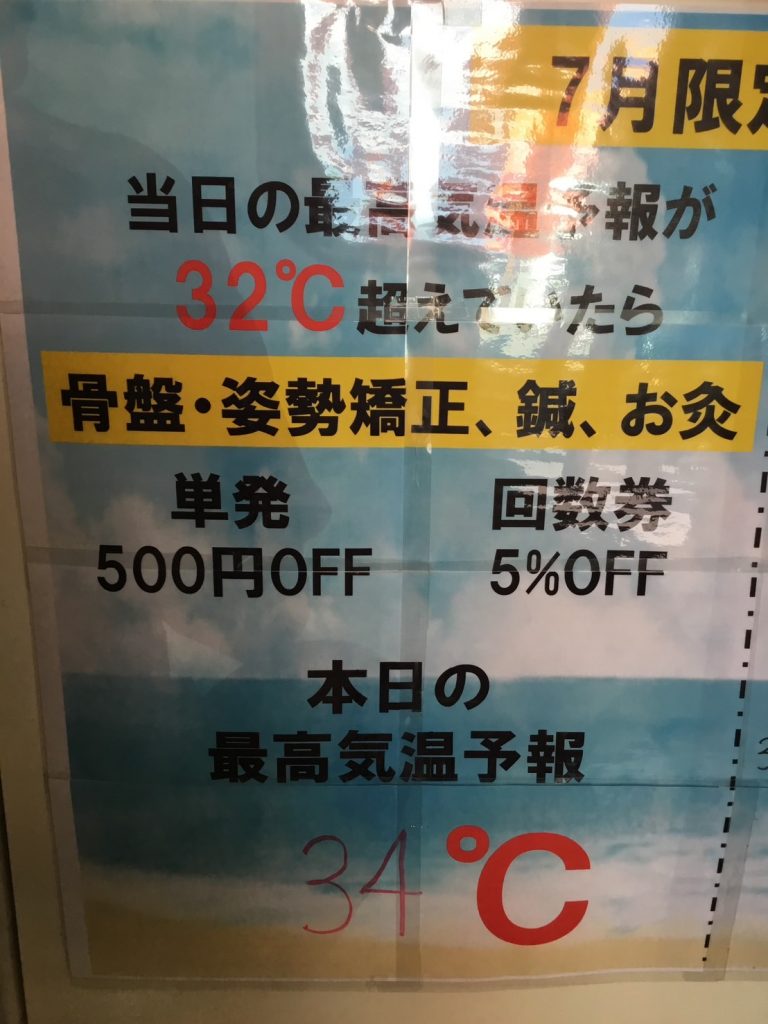 7月限定
当日の最高気温予報が
32℃超えていたら
骨盤・姿勢矯正、鍼、お灸
単発
500円OFF
回数券
5%OFF
本日の
最高気温予報
34℃